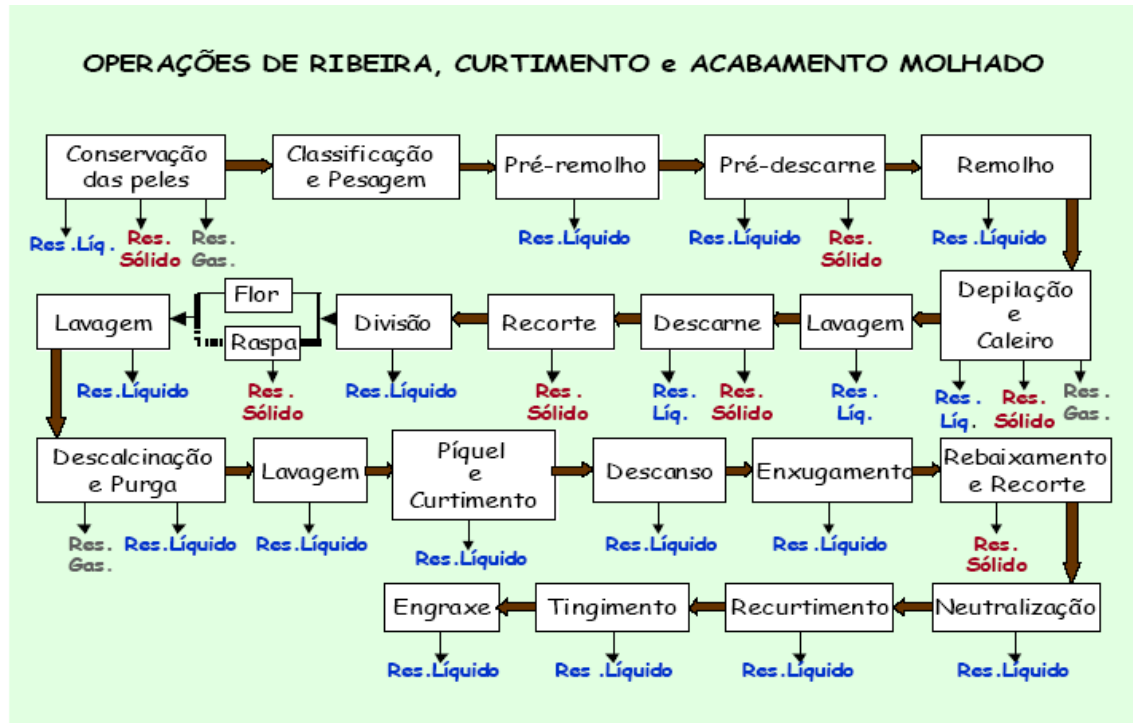 OPERAÇÕES DE RIBEIRA, CURTIMENTO e ACABAMENTO MOLHADO
Conservação
das peles
Classificação
e Pesagem
Pré-remolho
Pré-descarne
Remolho
Res.Líq.
Res.
Sólido
Res.
Gas.
Res.Líquido
Res.Líquido
Res.
Sólido
Res.Líquido
Lavagem
Flor
Raspa
Divisão
Recorte
Descarne
Lavagem
Depilação
e
Caleiro
Res.Líquido
Res.
Sólido
Res.Líquido
Res.
Sólido
Res.
Líq.
Res.
Sólido
Res.
Líq.
Res.
Líq.
Res.
Sólido
Res.
Gas.
Descalcinação
e Purga
Lavagem
Píquel
e
Curtimento
Descanso
Enxugamento
Rebaixamento
e Recorte
Res.
Gas.
Res.Líquido
Res.Líquido
Res.Líquido
Res.Líquido
Res.Líquido
Res.
Sólido
Engraxe
Tingimento
Recurtimento
Neutralização
Res.Líquido
Res.Líquido
Res.Líquido
Res.Líquido